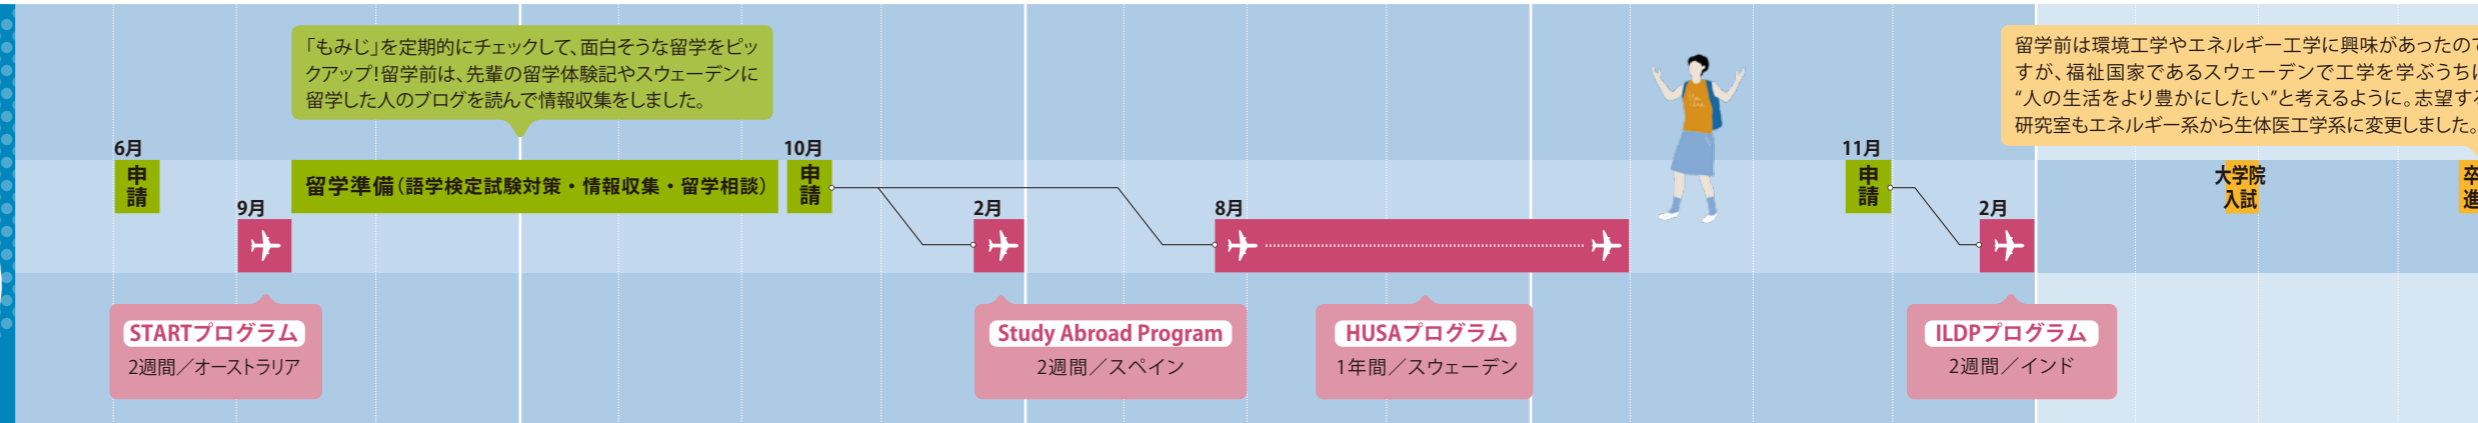 「もみじ」を定期的にチェックして、面白そうな留学をピッ
クアップ!留学前は、先輩の留学体験記やスウェーデンに
留学した人のブログを読んで情報収集をしました。
留学前は環境工学やエネルギー工学に興味があったので
すが、福祉国家であるスウェーデンで工学を学ぶうちに
“人の生活をより豊かにしたい”と考えるように。志望する
研究室もエネルギー系から生体医工学系に変更しました。
6月
申請
9月
留学準備(語学検定試験対策・情報収集・留学相談)
10月
申請
2月
8月
11月
申請
2月
大学院
入試
卒
進
STARTプログラム
2週間／オーストラリア
Study Abroad Program
2週間／スペイン
HUSAプログラム
1年間／スウェーデン
ILDPプログラム
2週間／インド